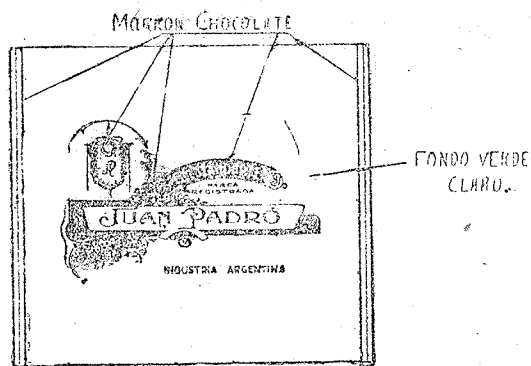 MARRON CHOCOLATE
FONDO VERDE
CLARO.
MARCA
REGISTRADA
JUAN PADRÓ
INDUSTRIA ARGENTINA